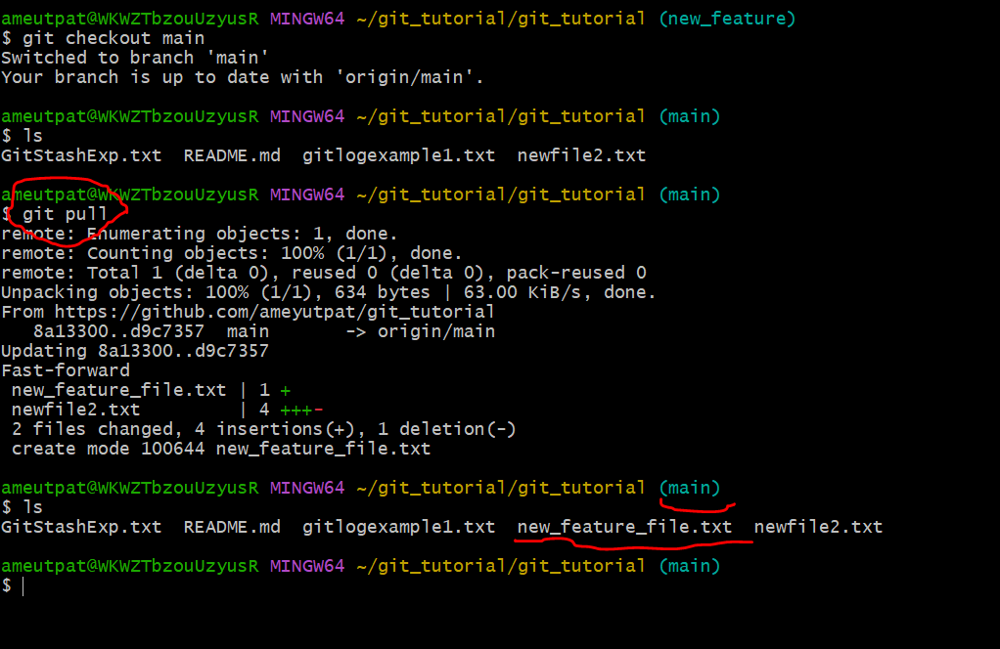 ameutpat@WKWZTbzouUzyusR MINGW64 ~/git_tutorial/git_tutorial (new_feature)
$ git checkout main
Switched to branch 'main'
Your branch is up to date with 'origin/main'.
ameutpat@WKWZTbzouUzyusR MINGW64 ~/git_tutorial/git_tutorial (main)
$ ls
GitStashExp.txt  README.md  gitlogexample1.txt  newfile2.txt
ameutpat@WKWZTbzouUzyusR MINGW64 ~/git_tutorial/git_tutorial (main)
$ git pull
remote: Enumerating objects: 1, done.
remote: Counting objects: 100% (1/1), done.
remote: Total 1 (delta 0), reused 0 (delta 0), pack-reused 0
Unpacking objects: 100% (1/1), 634 bytes | 63.00 KiB/s, done.
From https://github.com/ameyutpat/git_tutorial
   8a13300..d9c7357  main       -> origin/main
Updating 8a13300..d9c7357
Fast-forward
 new_feature_file.txt | 1 +
 newfile2.txt         | 4 +++-
 2 files changed, 4 insertions(+), 1 deletion(-)
 create mode 100644 new_feature_file.txt
ameutpat@WKWZTbzouUzyusR MINGW64 ~/git_tutorial/git_tutorial (main)
$ ls
GitStashExp.txt  README.md  gitlogexample1.txt  new_feature_file.txt  newfile2.txt
ameutpat@WKWZTbzouUzyusR MINGW64 ~/git_tutorial/git_tutorial (main)
$